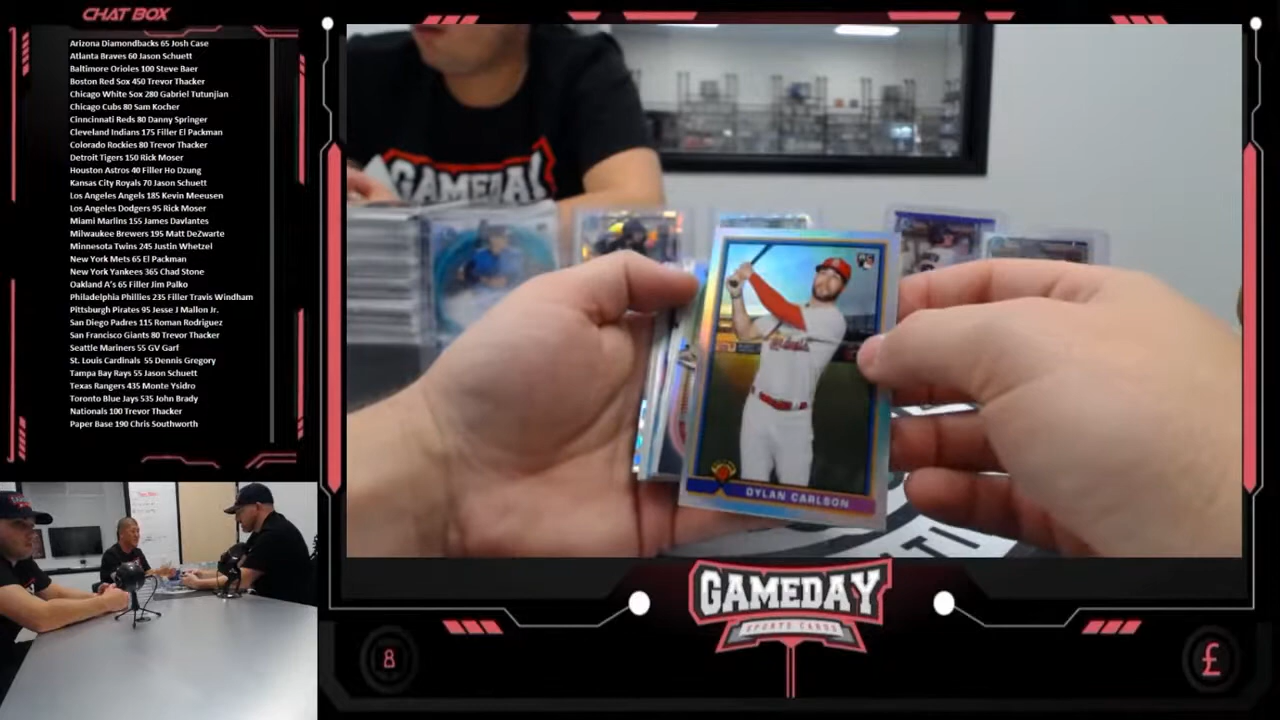 CHAT BOX
Arizona Diamondbacks 65 Josh Case
Atlanta Braves 60 Jason Schuett
Baltimore Orioles 100 Steve Baer
Boston Red Sox 450 Trevor Thacker
Chicago White Sox 280 Gabriel Tutunjian
Chicago Cubs 80 Sam Kocher
Cinncinnati Reds 80 Danny Springer
Cleveland Indians 175 Filler El Packman
Colorado Rockies 80 Trevor Thacker
Detroit Tigers 150 Rick Moser
Houston Astros 40 Filler Ho Dzung
Kansas City Royals 70 Jason Schuett
Los Angeles Angels 185 Kevin Meeusen
Los Angeles Dodgers 95 Rick Moser
Miami Marlins 155 James Davlantes
Milwaukee Brewers 195 Matt DeZwarte
Minnesota Twins 245 Justin Whetzel
New York Mets 65 El Packman
New York Yankees 365 Chad Stone
Oakland A's 65 Filler Jim Palko
Philadelphia Phillies 235 Filler Travis Windham
Pittsburgh Pirates 95 Jesse J Mallon Jr.
San Diego Padres 115 Roman Rodriguez
San Francisco Giants 80 Trevor Thacker
Seattle Mariners 55 GV Garf
St. Louis Cardinals 55 Dennis Gregory
Tampa Bay Rays 55 Jason Schuett
Texas Rangers 435 Monte Ysidro
Toronto Blue Jays 535 John Brady
Nationals 100 Trevor Thacker
Paper Base 190 Chris Southworth
GAMEDAY
RC
DYLAN CARLSON
GAMEDAY
SPORTS CARDS
8
£